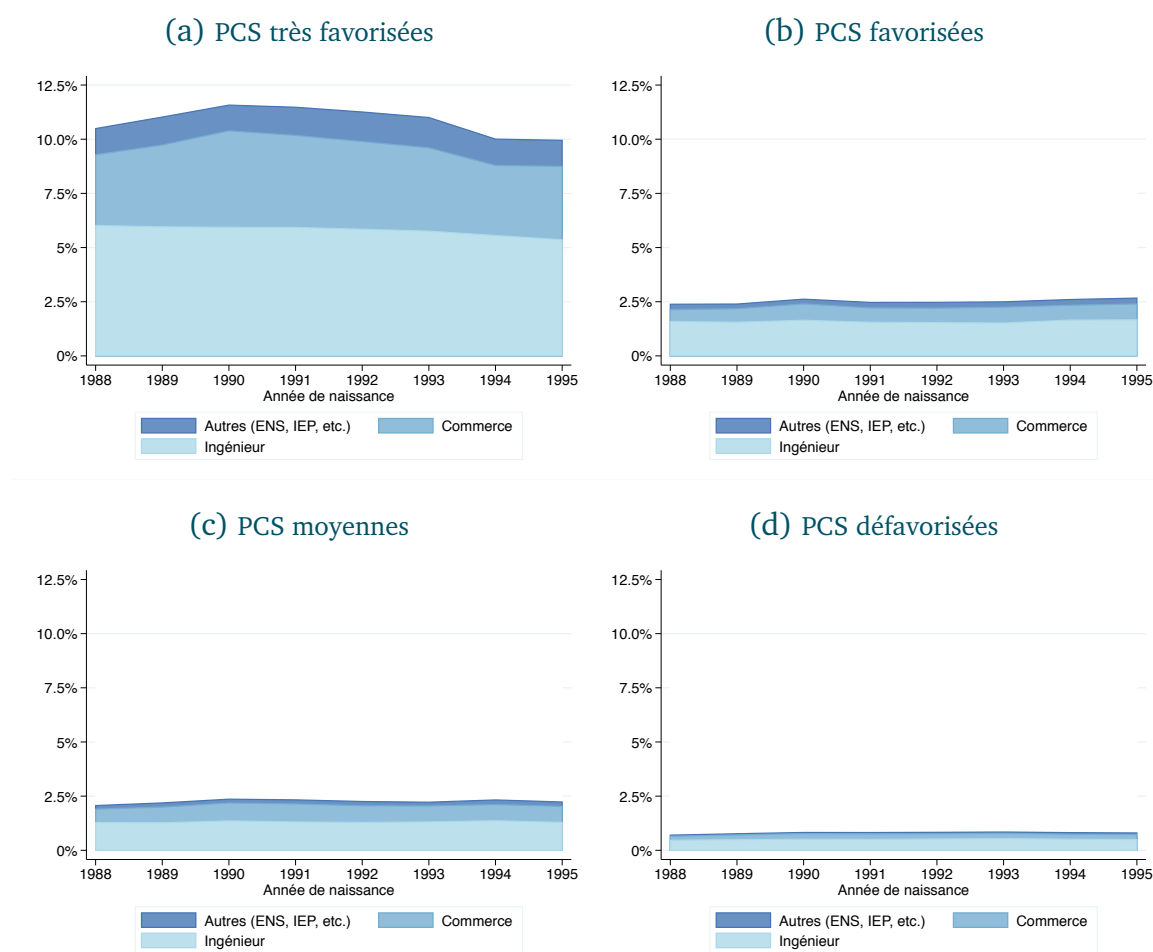 (a) PCS très favorisées
12.5%
10.0%
7.5%
5%
2.5%
0%
1988 1989 1990 1991 1992 1993 1994 1995
Année de naissance
Autres (ENS, IEP, etc.) Commerce
Ingénieur
(b) PCS favorisées
12.5%
10.0%
7.5%
5%
2.5%
0%
1988 1989 1990 1991 1992 1993 1994 1995
Année de naissance
Autres (ENS, IEP, etc.) Commerce
Ingénieur
(c) PCS moyennes
12.5%
10.0%
7.5%
5%
2.5%
0%
1988 1989 1990 1991 1992 1993 1994 1995
Année de naissance
Autres (ENS, IEP, etc.) Commerce
Ingénieur
(d) PCS défavorisées
12.5%
10.0%
7.5%
5%
2.5%
0%
1988 1989 1990 1991 1992 1993 1994 1995
Année de naissance
Autres (ENS, IEP, etc.) Commerce
Ingénieur